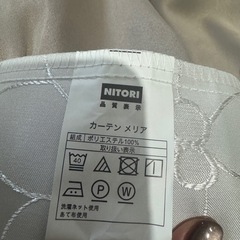 NITORI
品質表示
カーテン メリア
組成 ポリエステル100%
取り扱い表示
40
P W
洗濯ネット使用
あて布使用